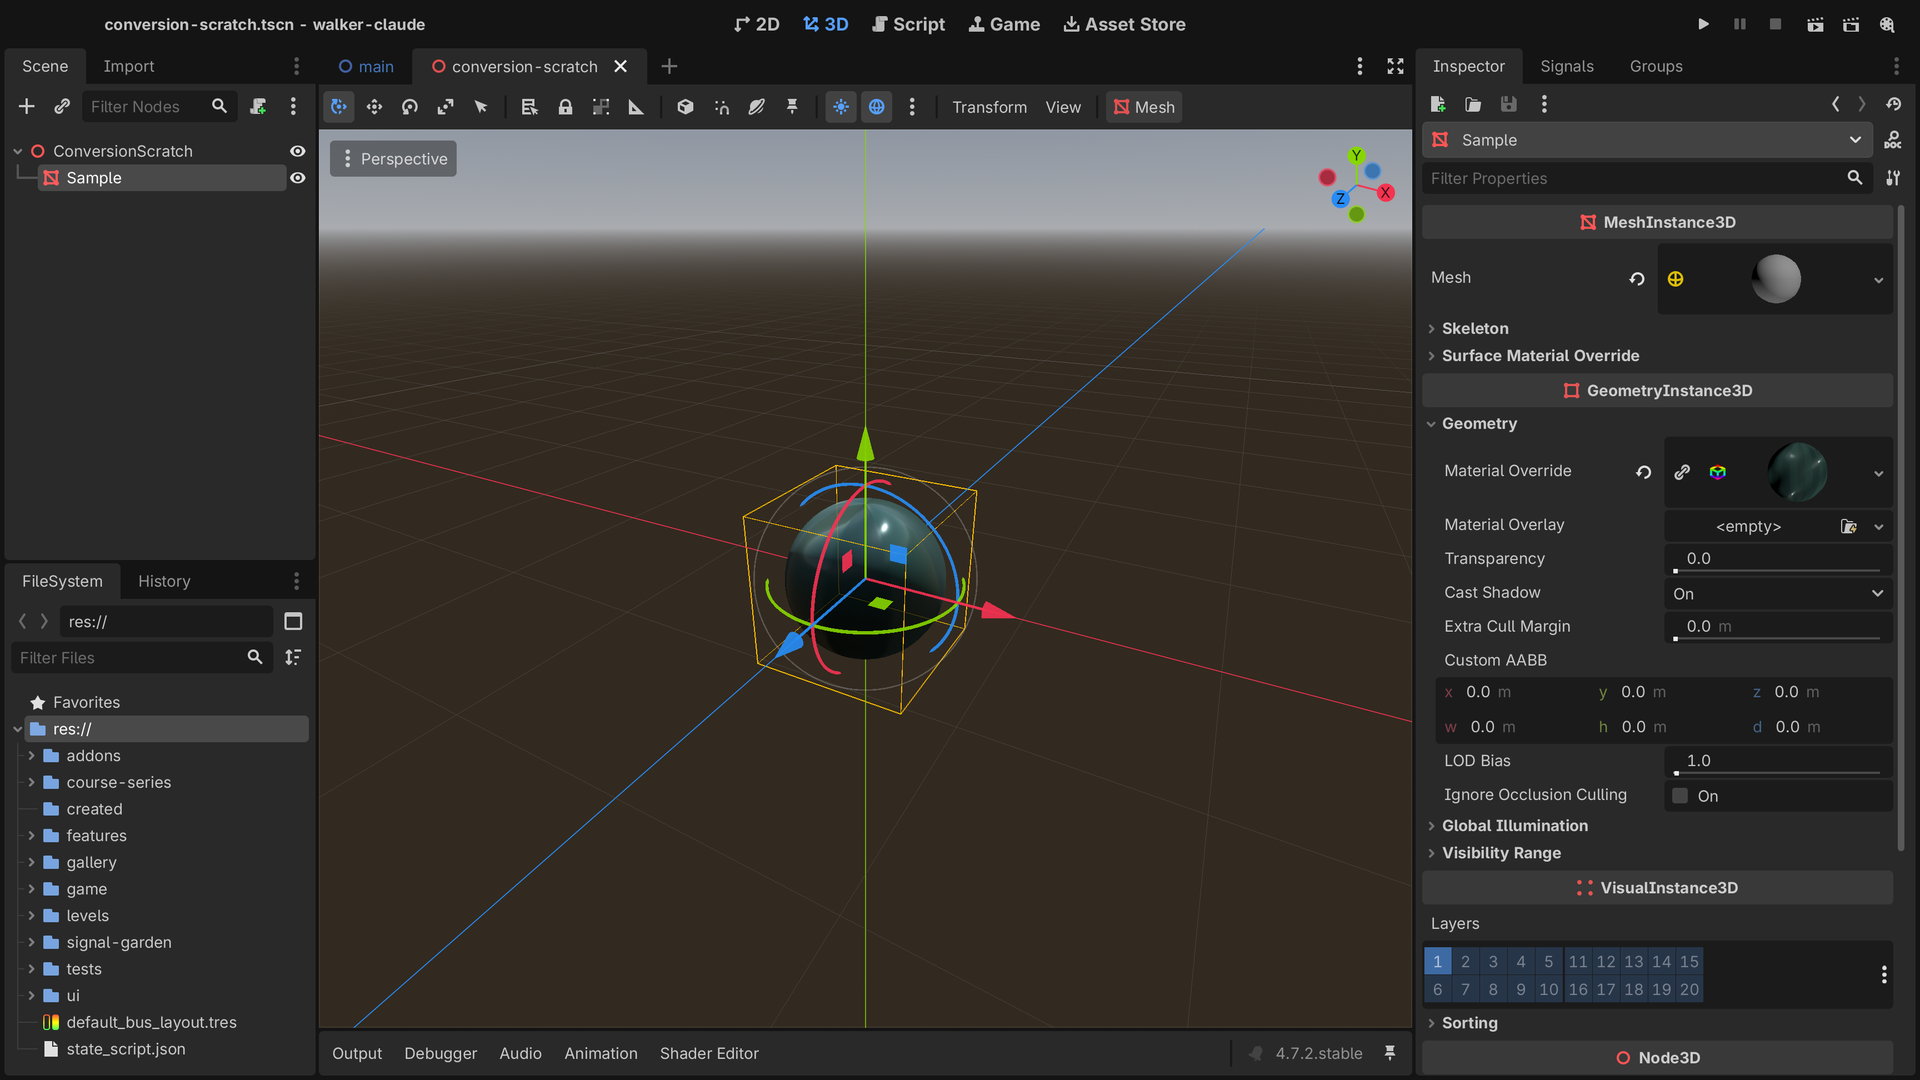 conversion-scratch.tscn - walker-claude
2D
3D
Script
Game
Asset Store
Scene
Import
main
conversion-scratch
Inspector
Signals
Groups
Filter Nodes
Transform
View
Mesh
ConversionScratch
Sample
Perspective
Y
X
Z
Sample
Filter Properties
MeshInstance3D
Mesh
Skeleton
Surface Material Override
GeometryInstance3D
Geometry
Material Override
Material Overlay
<empty>
Transparency
0.0
Cast Shadow
On
Extra Cull Margin
0.0 m
Custom AABB
x 0.0 m y 0.0 m z 0.0 m
w 0.0 m h 0.0 m d 0.0 m
LOD Bias
1.0
Ignore Occlusion Culling
On
Global Illumination
Visibility Range
VisualInstance3D
Layers
1 2 3 4 5 11 12 13 14 15
6 7 8 9 10 16 17 18 19 20
Sorting
Node3D
FileSystem
History
res://
Filter Files
Favorites
res://
addons
course-series
created
features
gallery
game
levels
signal-garden
tests
ui
default_bus_layout.tres
state_script.json
Output
Debugger
Audio
Animation
Shader Editor
4.7.2.stable